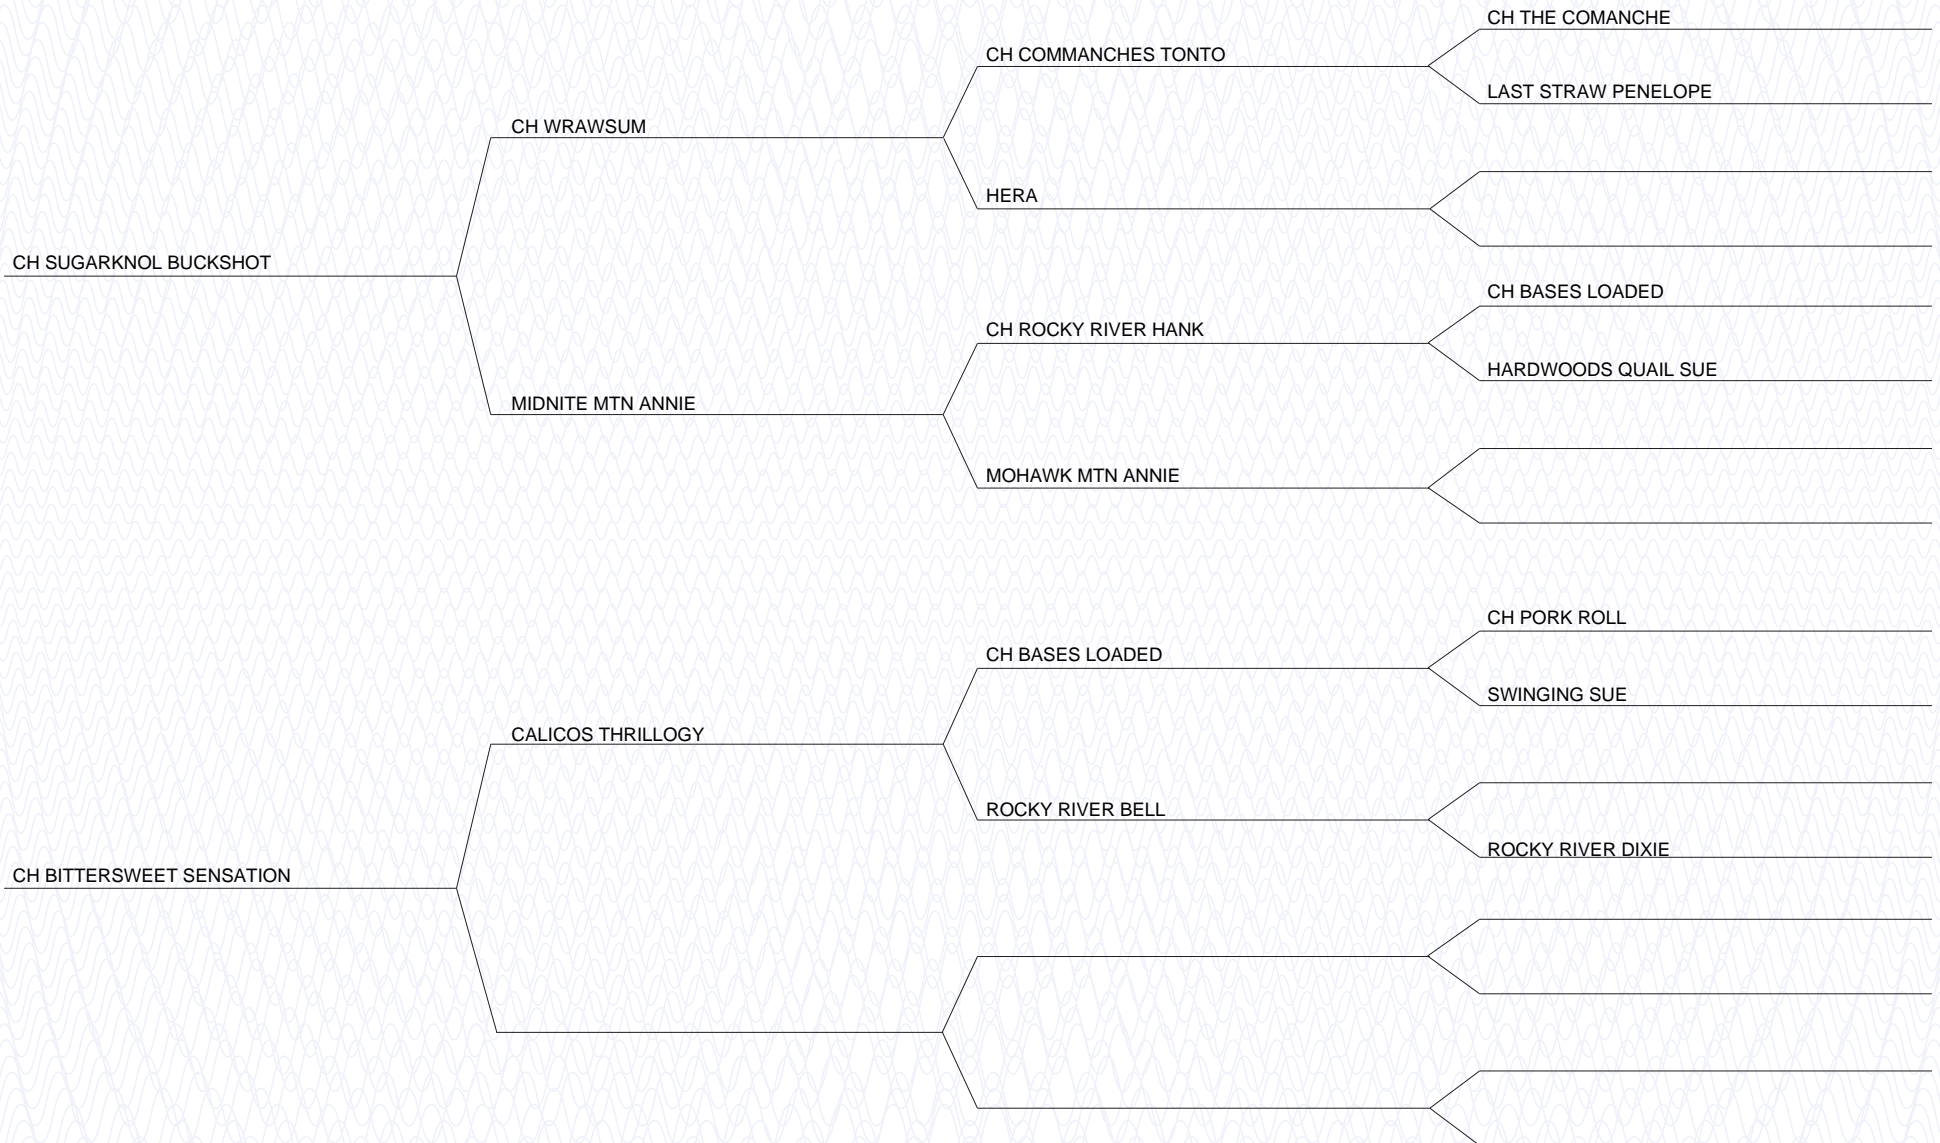 CH THE COMANCHE
CH COMMANCHES TONTO
LAST STRAW PENELOPE
CH WRAWSUM
HERA
CH SUGARKNOL BUCKSHOT
CH BASES LOADED
CH ROCKY RIVER HANK
HARDWOODS QUAIL SUE
MIDNITE MTN ANNIE
MOHAWK MTN ANNIE
CH PORK ROLL
CH BASES LOADED
SWINGING SUE
CALICOS THRILLOGY
ROCKY RIVER BELL
ROCKY RIVER DIXIE
CH BITTERSWEET SENSATION